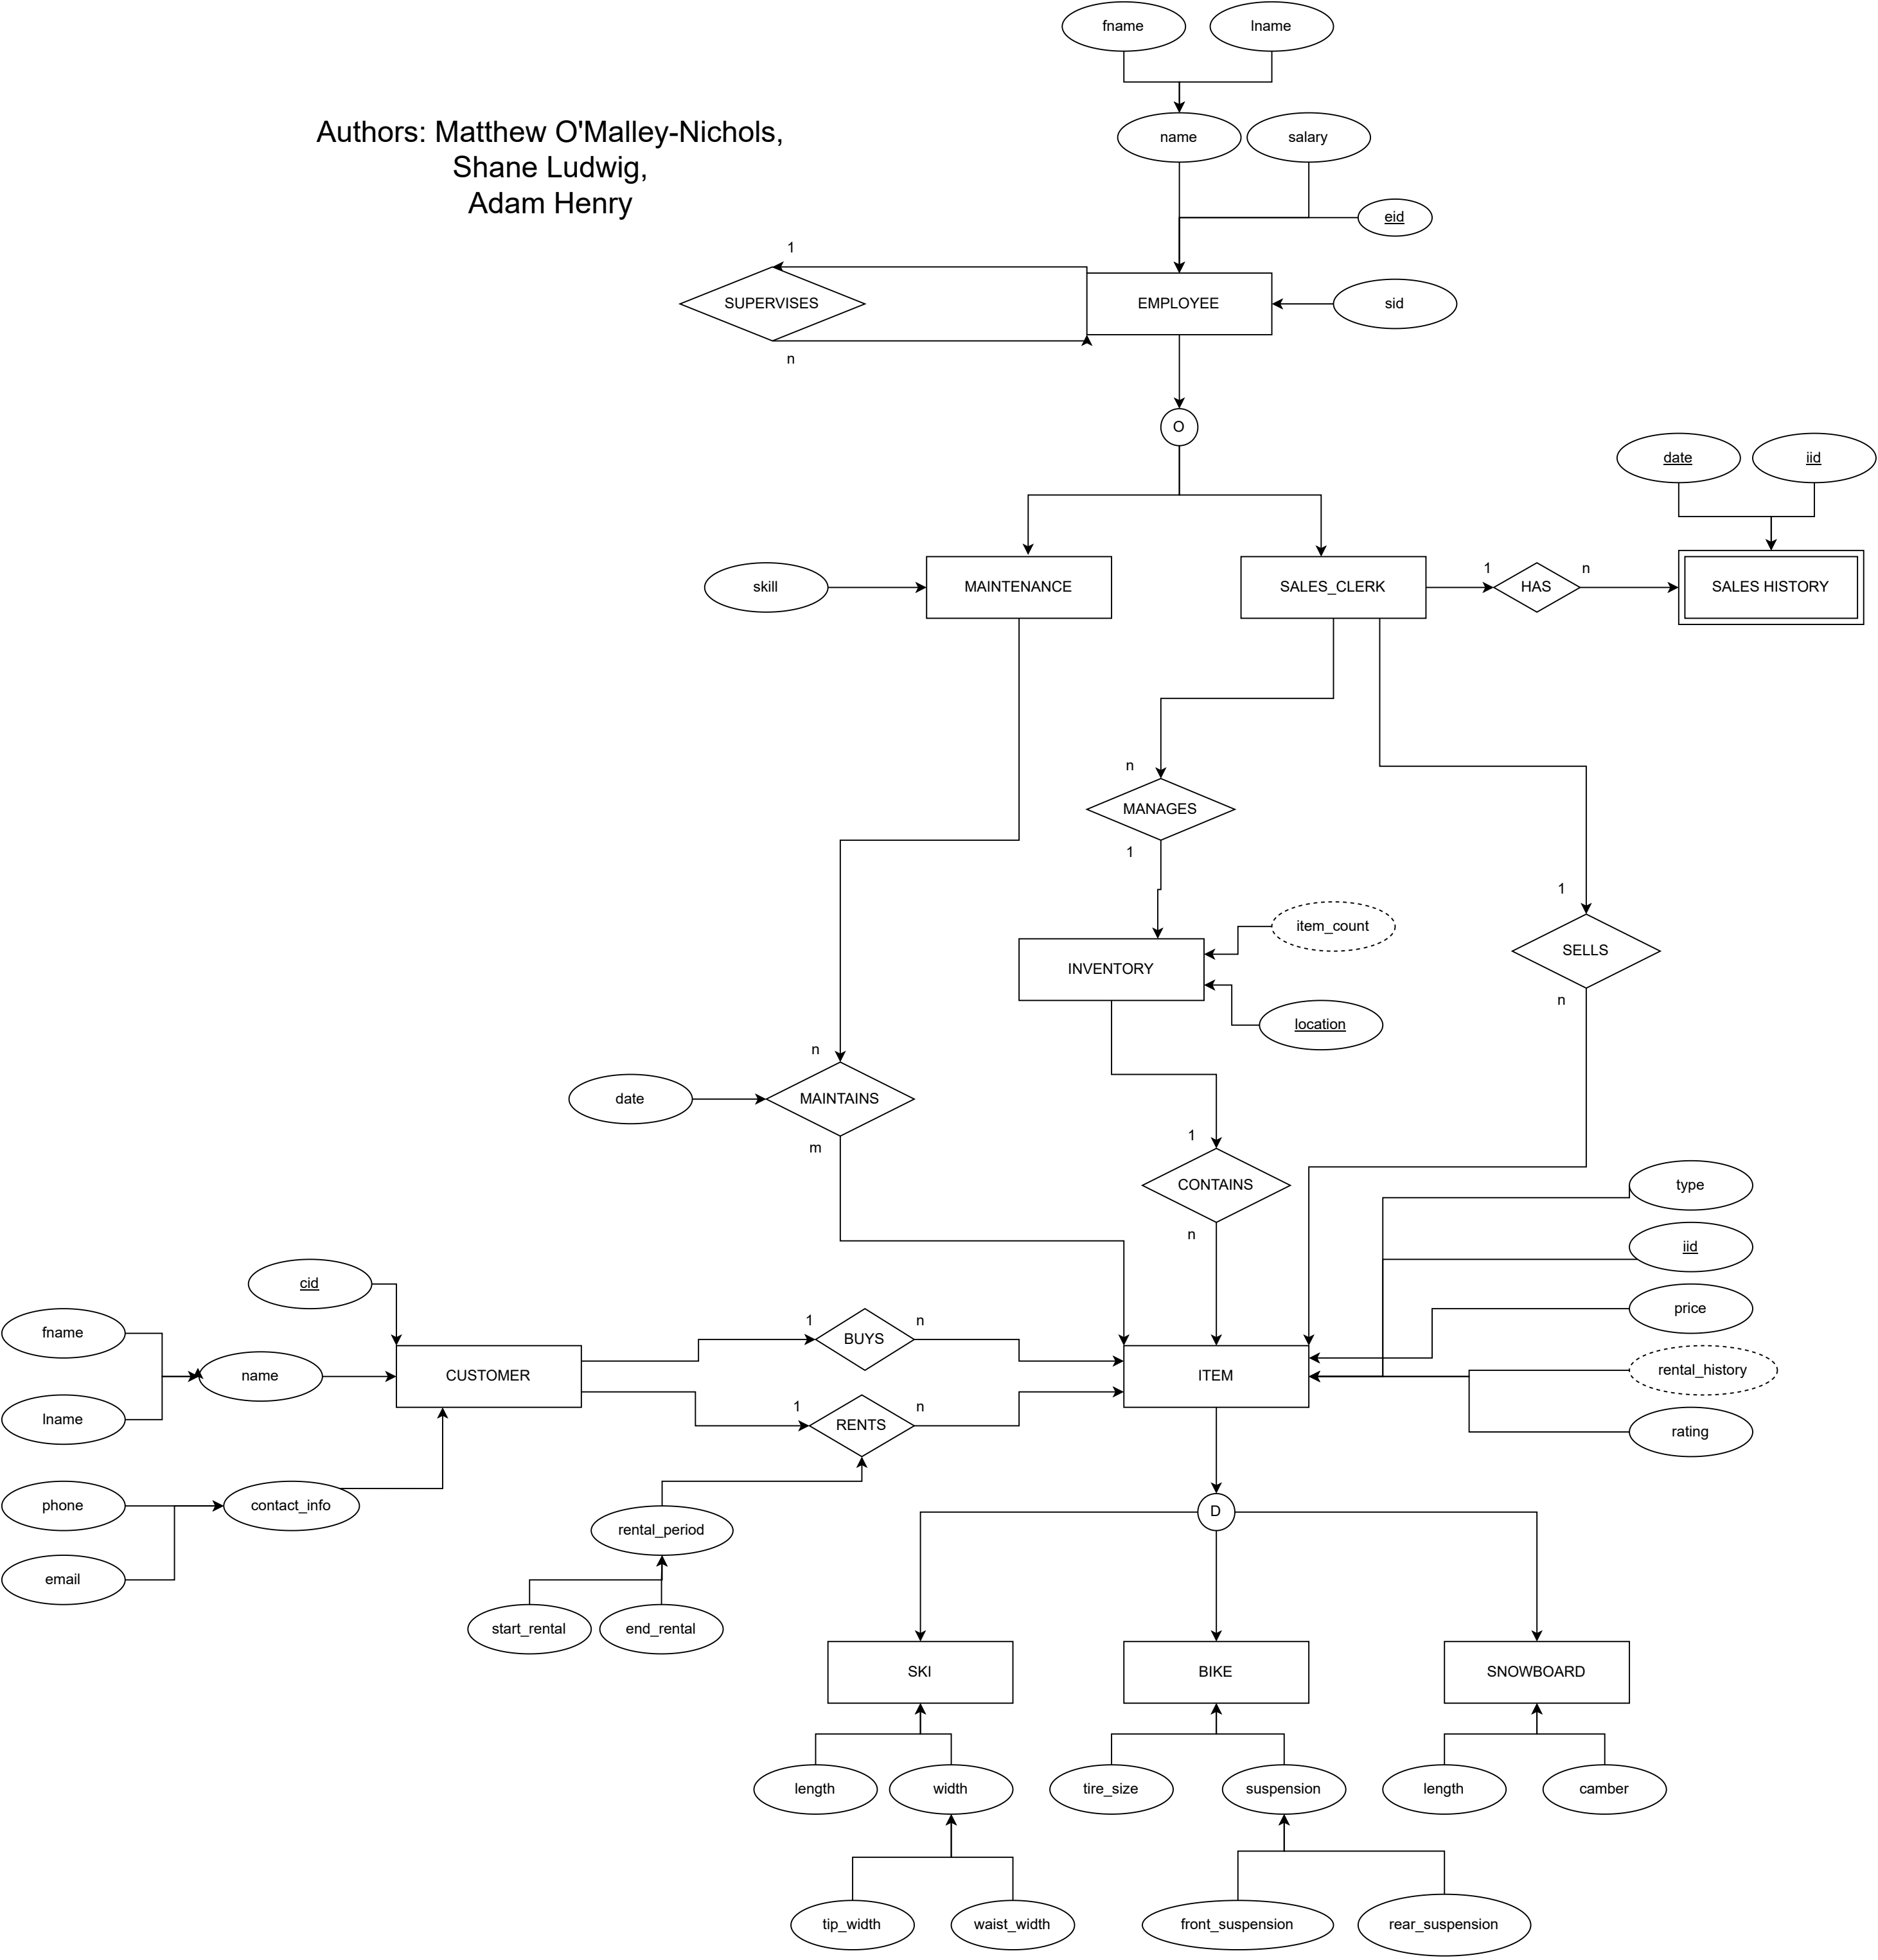 fname
lname
Authors: Matthew O'Malley-Nichols,
Shane Ludwig,
Adam Henry
name
salary
eid
1
SUPERVISES
EMPLOYEE
sid
n
O
date
iid
skill
MAINTENANCE
SALES_CLERK
1
HAS
n
SALES HISTORY
n
MANAGES
1
1
item_count
SELLS
INVENTORY
n
location
n
date
MAINTAINS
m
1
CONTAINS
n
type
iid
cid
price
fname
1
BUYS
n
name
CUSTOMER
ITEM
rental_history
lname
1
RENTS
n
rating
phone
contact_info
D
rental_period
email
start_rental
end_rental
SKI
BIKE
SNOWBOARD
length
width
tire_size
suspension
length
camber
tip_width
waist_width
front_suspension
rear_suspension